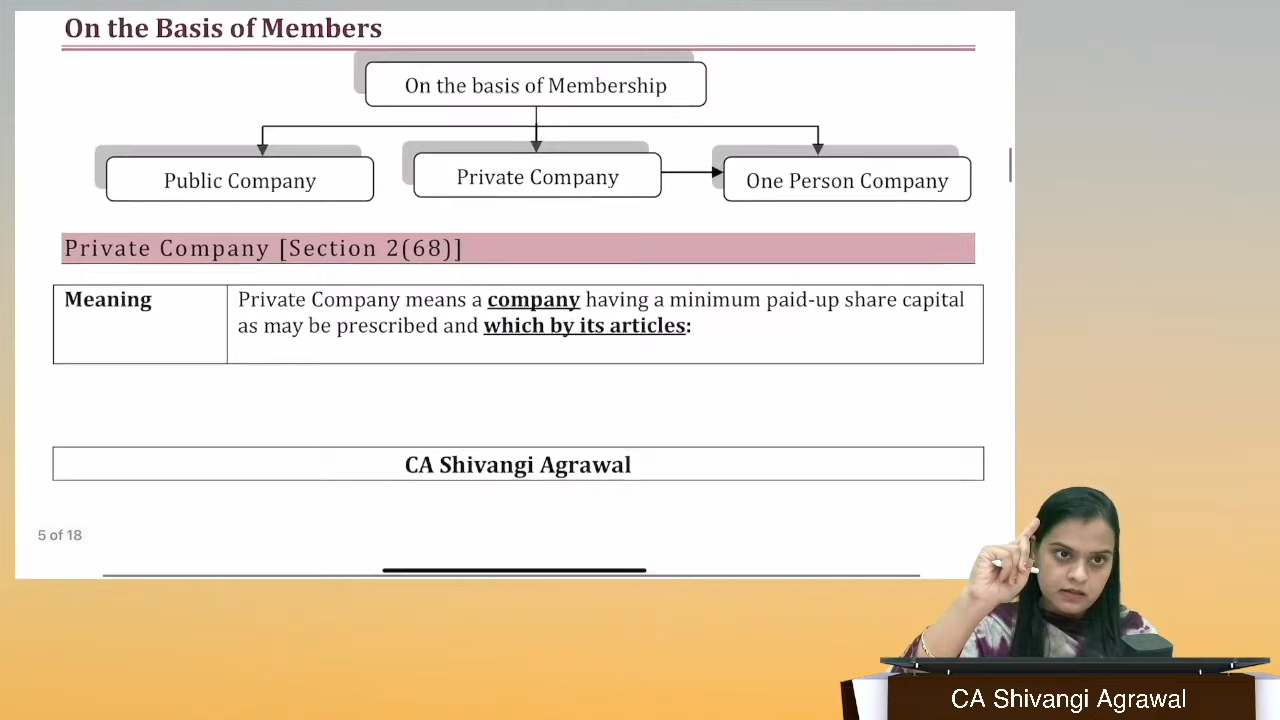 On the Basis of Members
On the basis of Membership
Public Company
Private Company
One Person Company
Private Company [Section 2(68)]
Meaning
Private Company means a company having a minimum paid-up share capital
as may be prescribed and which by its articles:
CA Shivangi Agrawal
5 of 18
CA Shivangi Agrawal